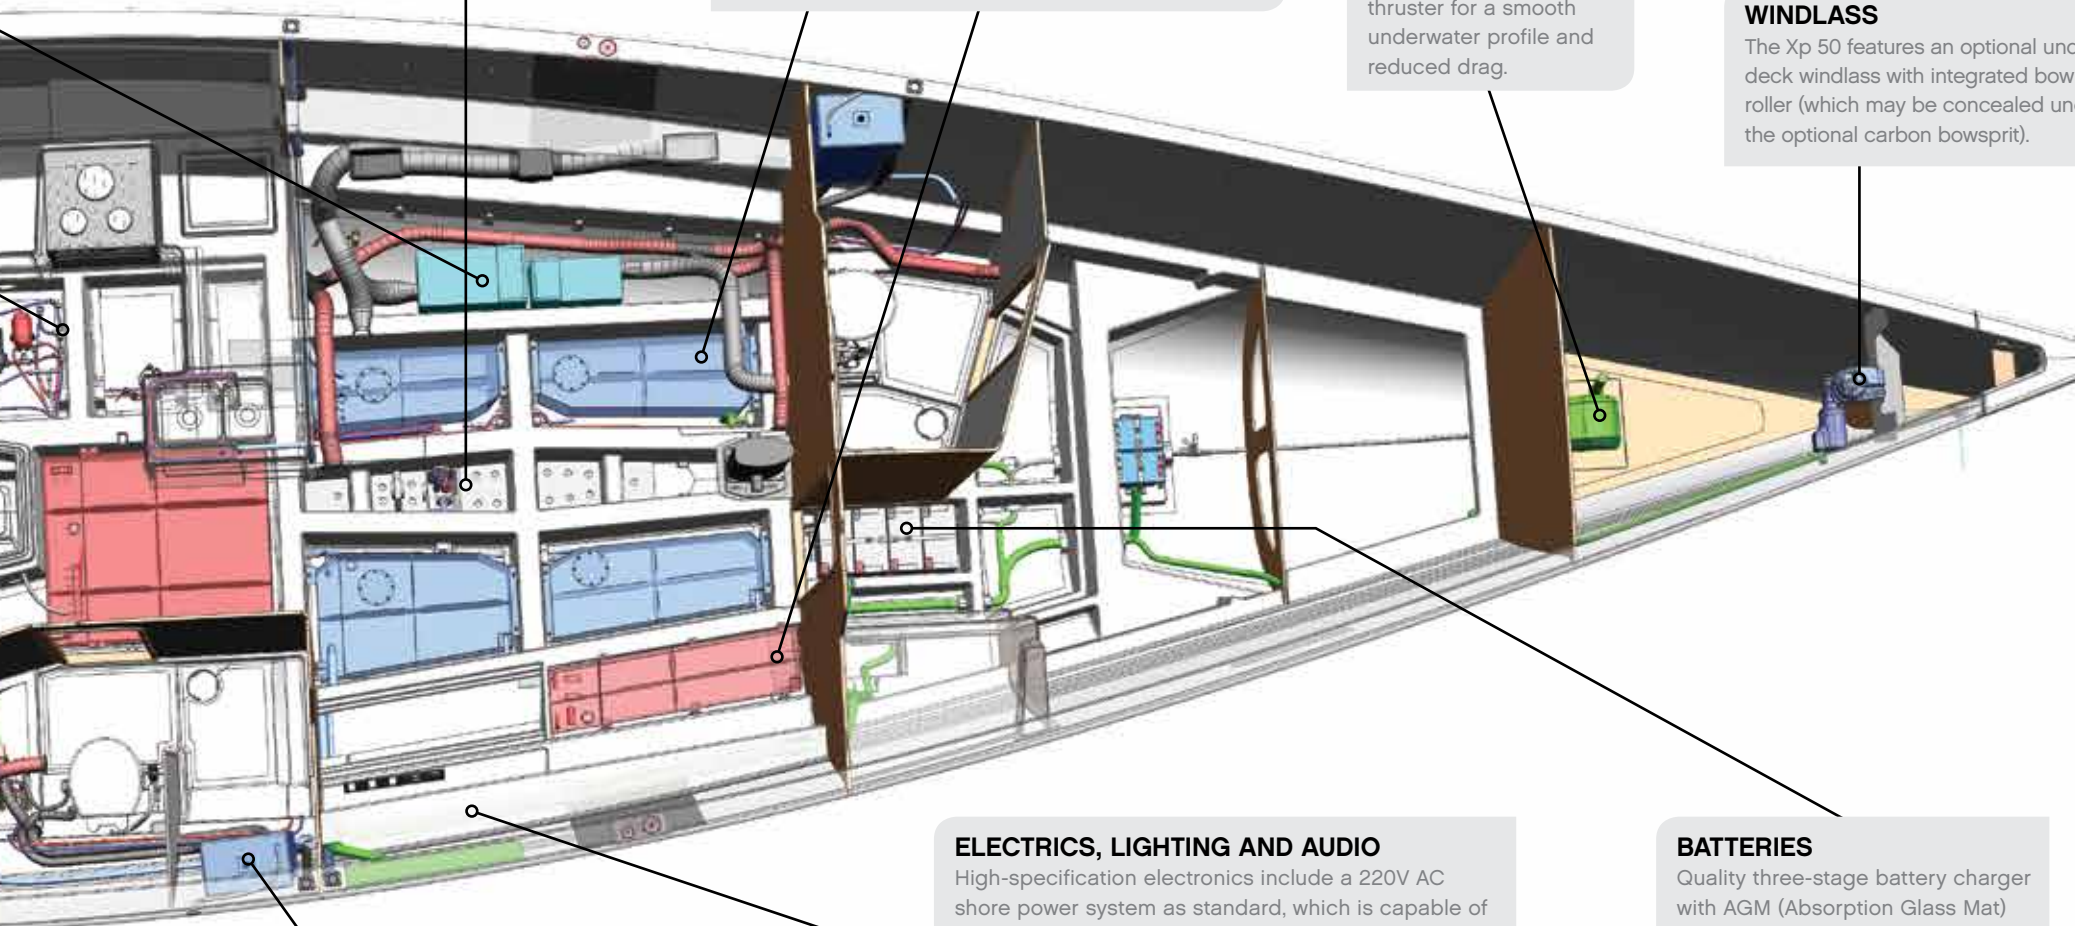 thruster for a smooth
underwater profile and
reduced drag.
WINDLASS
The Xp 50 features an optional
deck windlass with integrated bow
roller (which may be concealed
the optional carbon bowsprit).
ELECTRICS, LIGHTING AND AUDIO
High-specification electronics include a 220V AC
shore power system as standard, which is capable of
BATTERIES
Quality three-stage battery charger
with AGM (Absorption Glass Mat)